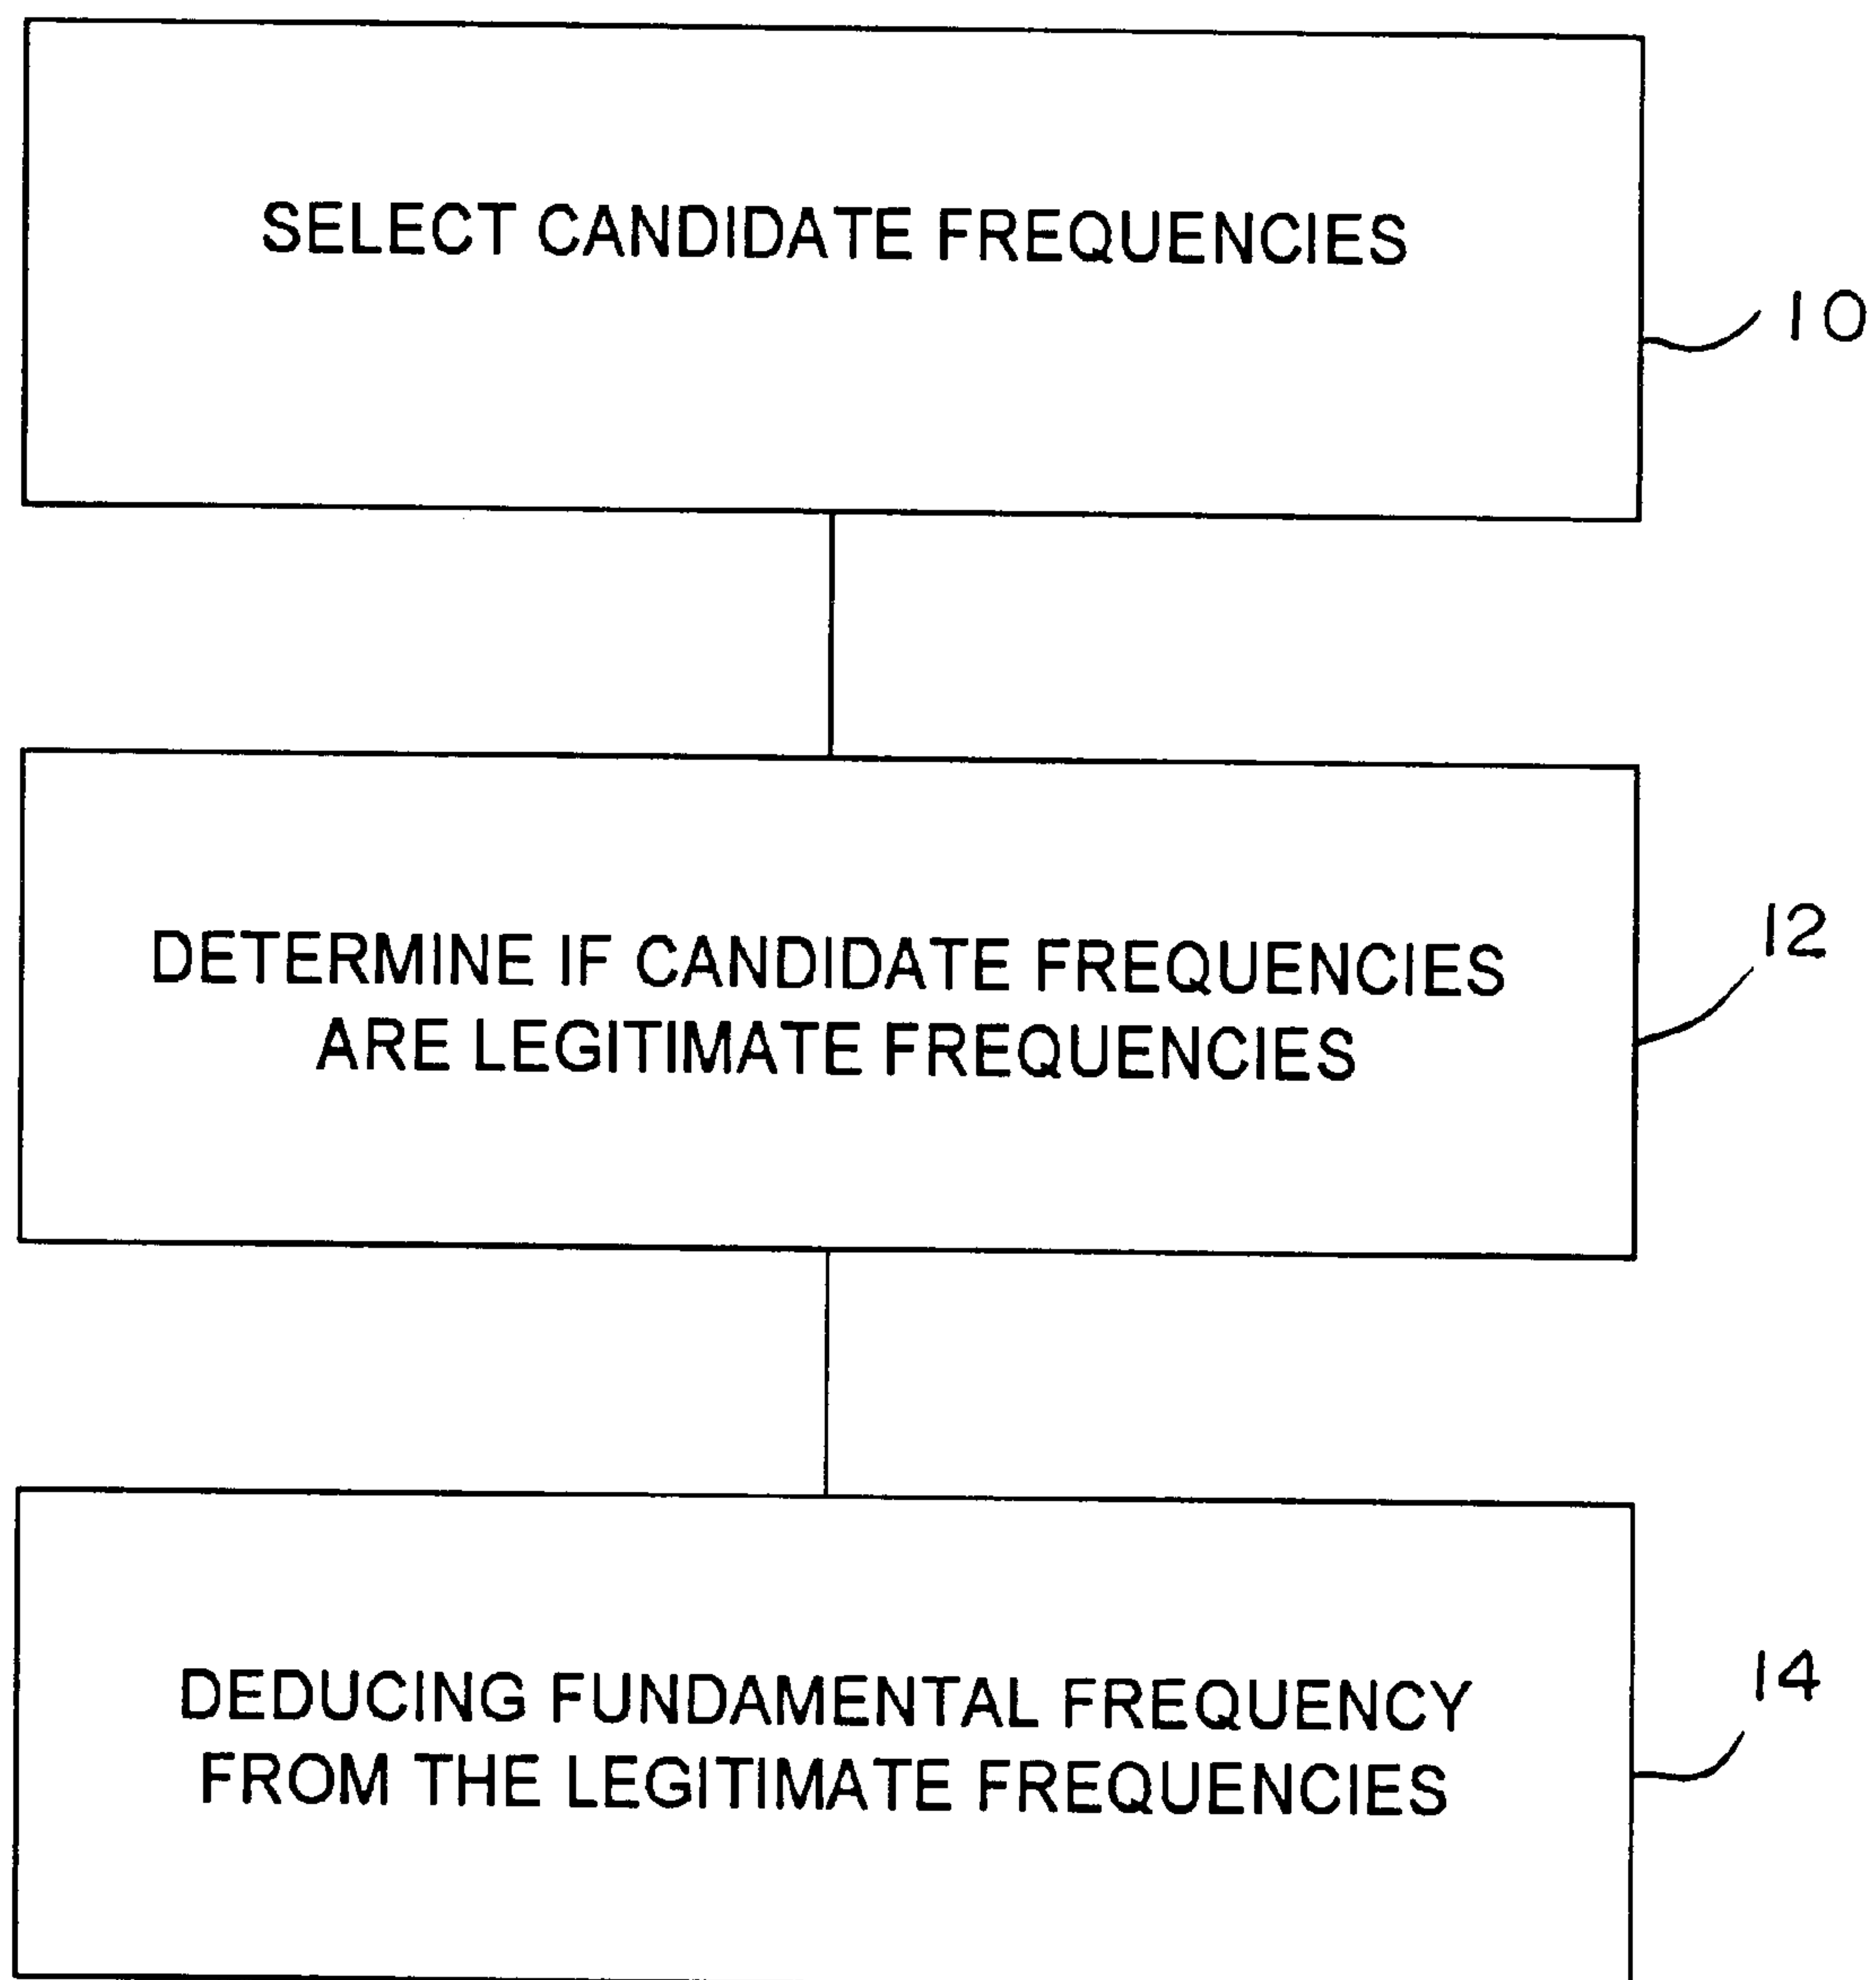 SELECT CANDIDATE FREQUENCIES
10
DETERMINE IF CANDIDATE FREQUENCIES
ARE LEGITIMATE FREQUENCIES
12
DEDUCING FUNDAMENTAL FREQUENCY
FROM THE LEGITIMATE FREQUENCIES
14